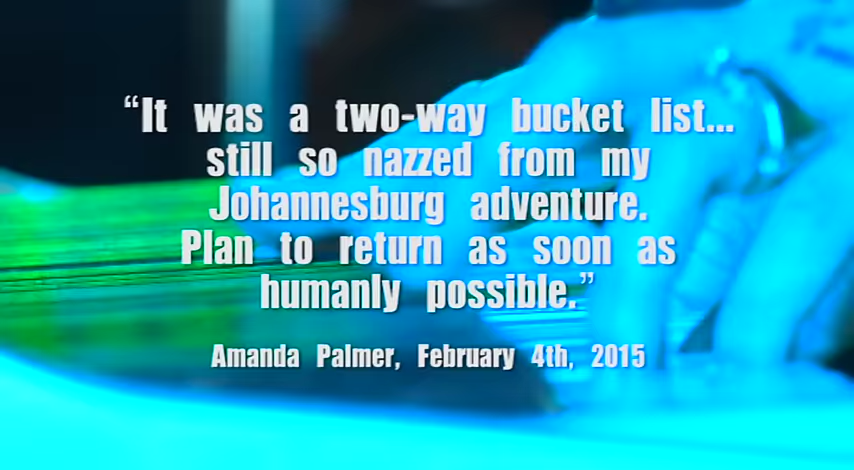 “It was a two-way bucket list...
still so nazzed from my
Johannesburg adventure.
Plan to return as soon as
humanly possible.”
Amanda Palmer, February 4th, 2015